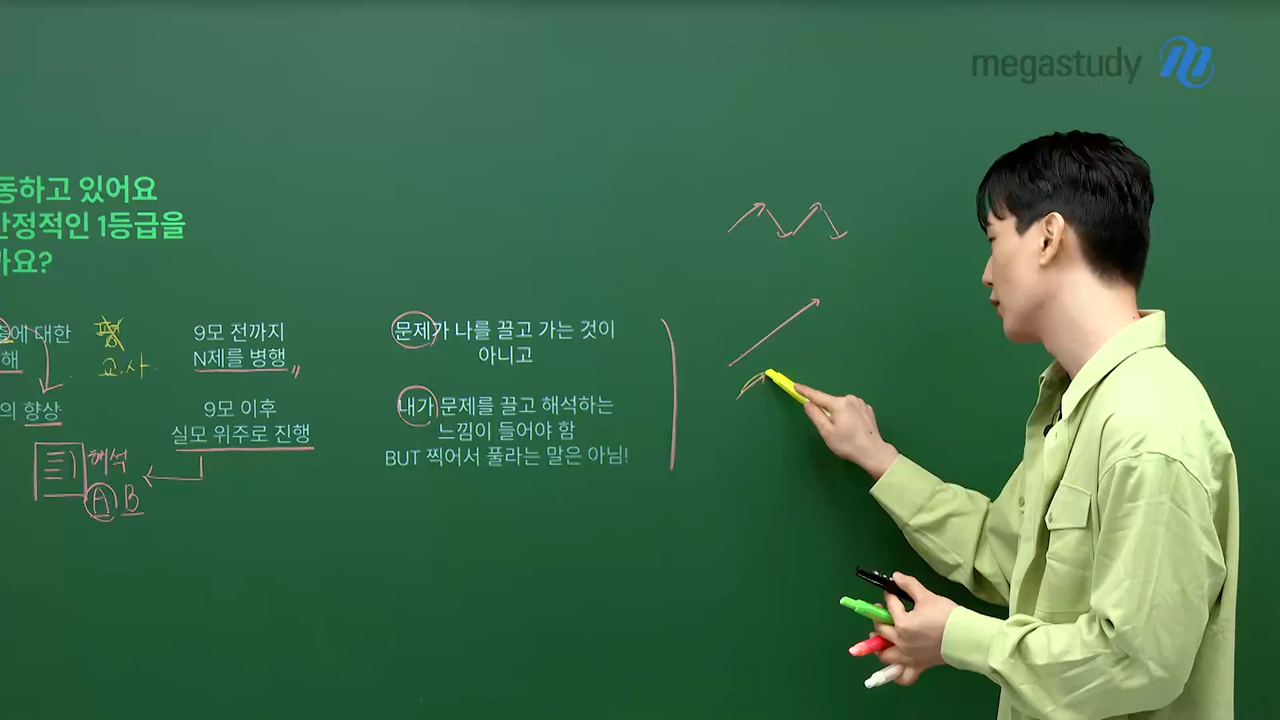 megastudy
동하고 있어요
안정적인 1등급을
까요?
에 대한
해
의 향상
교.사
9모 전까지
N제를 병행
9모 이후
실모 위주로 진행
해석
A B
문제가 나를 끌고 가는 것이
아니고
내가 문제를 끌고 해석하는
느낌이 들어야 함
BUT 찍어서 풀라는 말은 아님!